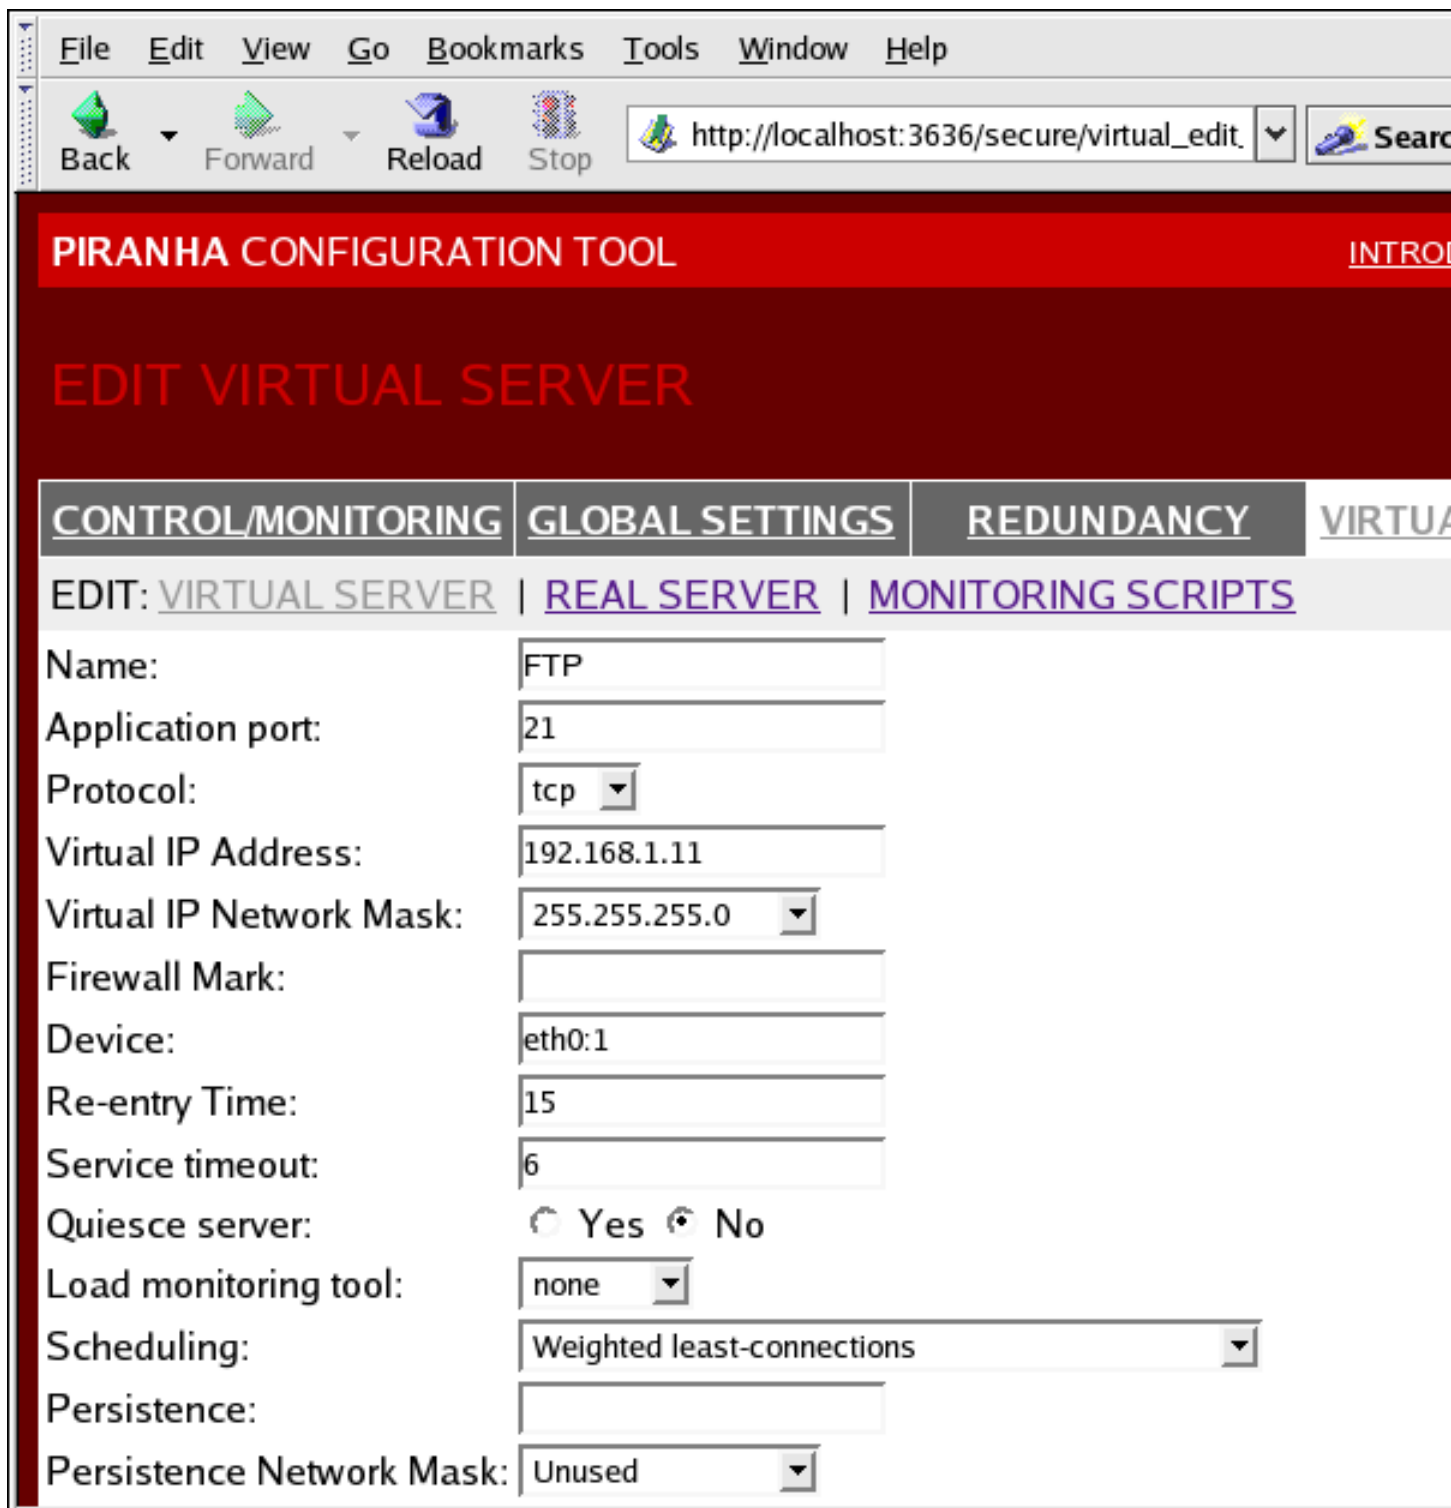 File Edit View Go Bookmarks Tools Window Help
Back Forward Reload Stop http://localhost:3636/secure/virtual_edit_
PIRANHA CONFIGURATION TOOL
EDIT VIRTUAL SERVER
CONTROL/MONITORING GLOBAL SETTINGS REDUNDANCY
EDIT: VIRTUAL SERVER | REAL SERVER | MONITORING SCRIPTS
Name: FTP
Application port: 21
Protocol: tcp
Virtual IP Address: 192.168.1.11
Virtual IP Network Mask: 255.255.255.0
Firewall Mark:
Device: eth0:1
Re-entry Time: 15
Service timeout: 6
Quiesce server: Yes No
Load monitoring tool: none
Scheduling: Weighted least-connections
Persistence:
Persistence Network Mask: Unused